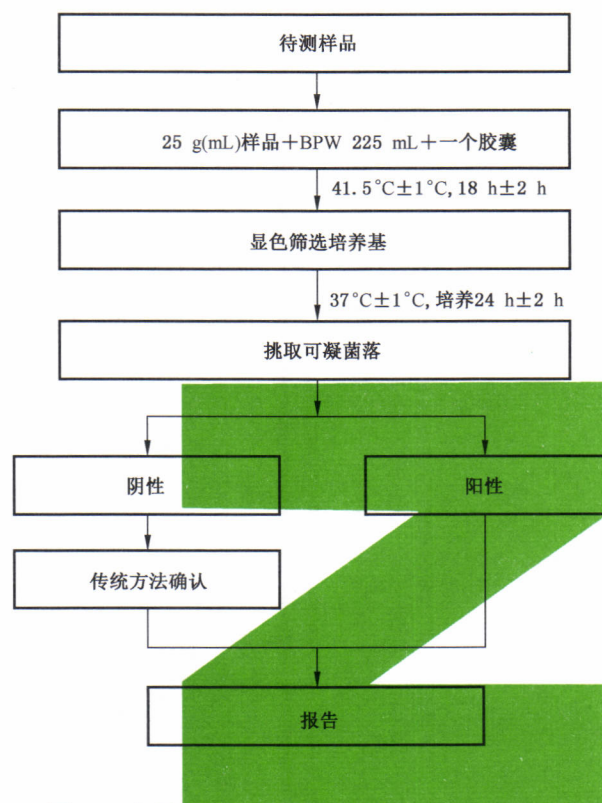 待测样品
25 g(mL)样品+BPW 225 mL+一个胶囊
41.5℃±1℃,18 h±2 h
显色筛选培养基
37℃±1℃,培养24 h±2 h
挑取可凝菌落
阴性
阳性
传统方法确认
报告